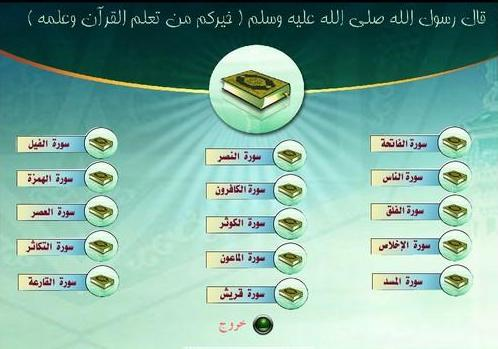 قال رسول الله صلى الله عليه وسلم ( خيركم من تعلم القرآن وعلمه )
سورة الفاتحة
سورة الناس
سورة الفلق
سورة الإخلاص
سورة المسد
سورة النصر
سورة الكافرون
سورة الكوثر
سورة الماعون
سورة قريش
سورة الفيل
سورة الهمزة
سورة العصر
سورة التكاثر
سورة القارعة
خروج